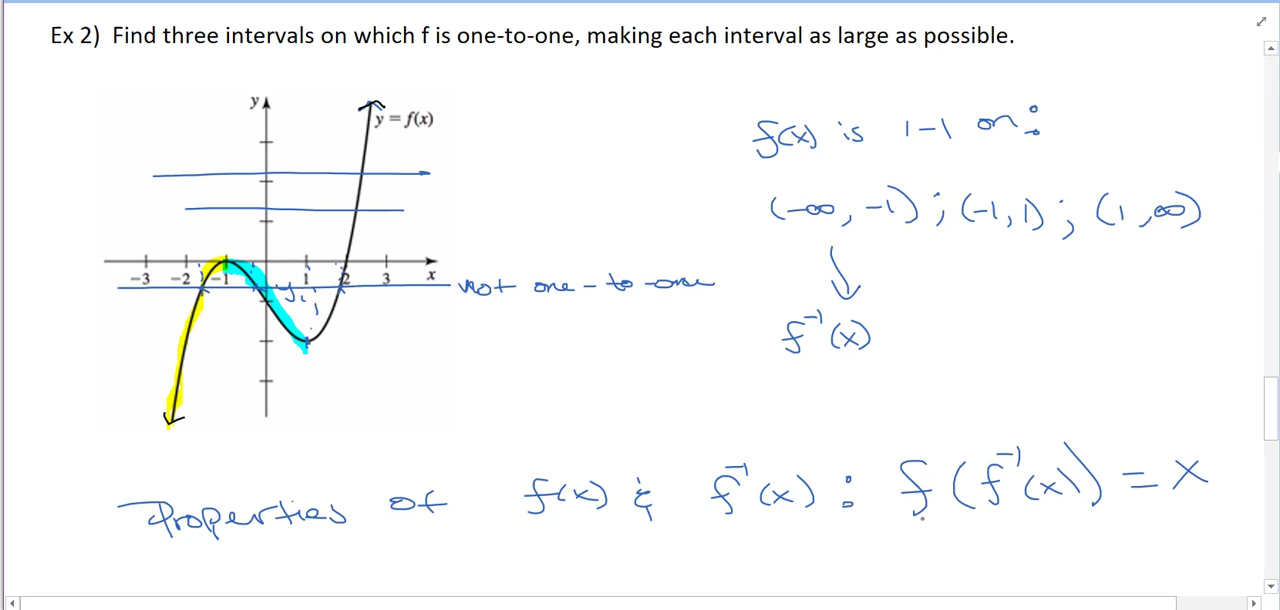 Ex 2) Find three intervals on which f is one-to-one, making each interval as large as possible.
y
y = f(x)
f(x) is 1-1 on:
(-∞, -1) ; (-1, 1) ; (1, ∞)
-3 -2 -1 1 2 3 x
not one-to-one
f⁻¹(x)
Properties of f(x) & f⁻¹(x) : f(f⁻¹(x)) = x